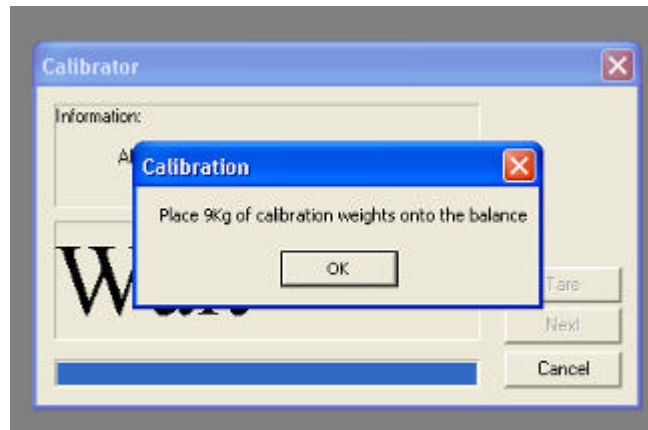 Calibrator
Information:
Calibration
Place 9Kg of calibration weights onto the balance
OK
Tare
Next
Cancel